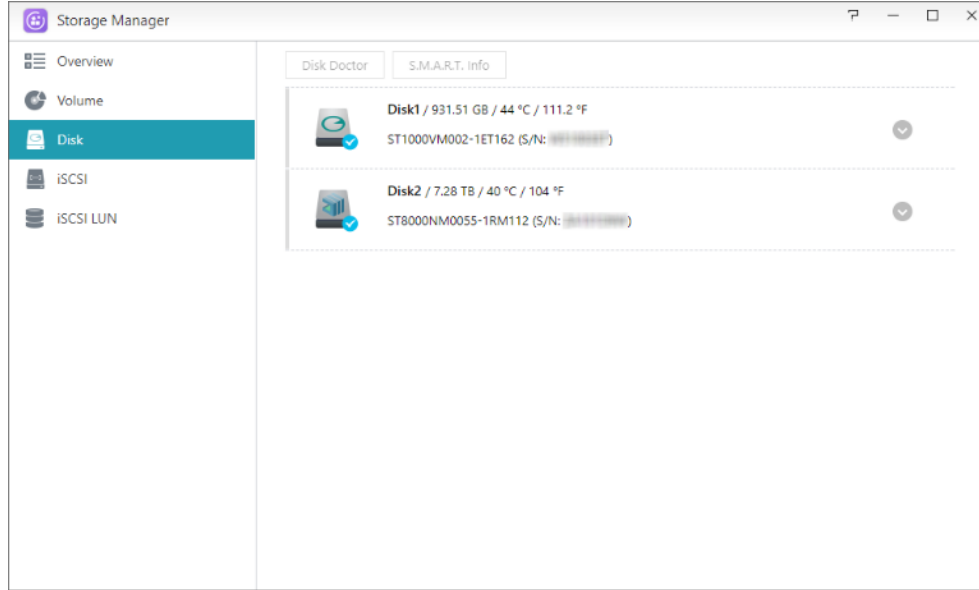 Storage Manager
Overview
Volume
Disk
iSCSI
iSCSI LUN
Disk Doctor
S.M.A.R.T. Info
Disk1 / 931.51 GB / 44 °C / 111.2 °F
ST1000VM002-1ET162 (S/N: )
Disk2 / 7.28 TB / 40 °C / 104 °F
ST8000NM0055-1RM112 (S/N: )